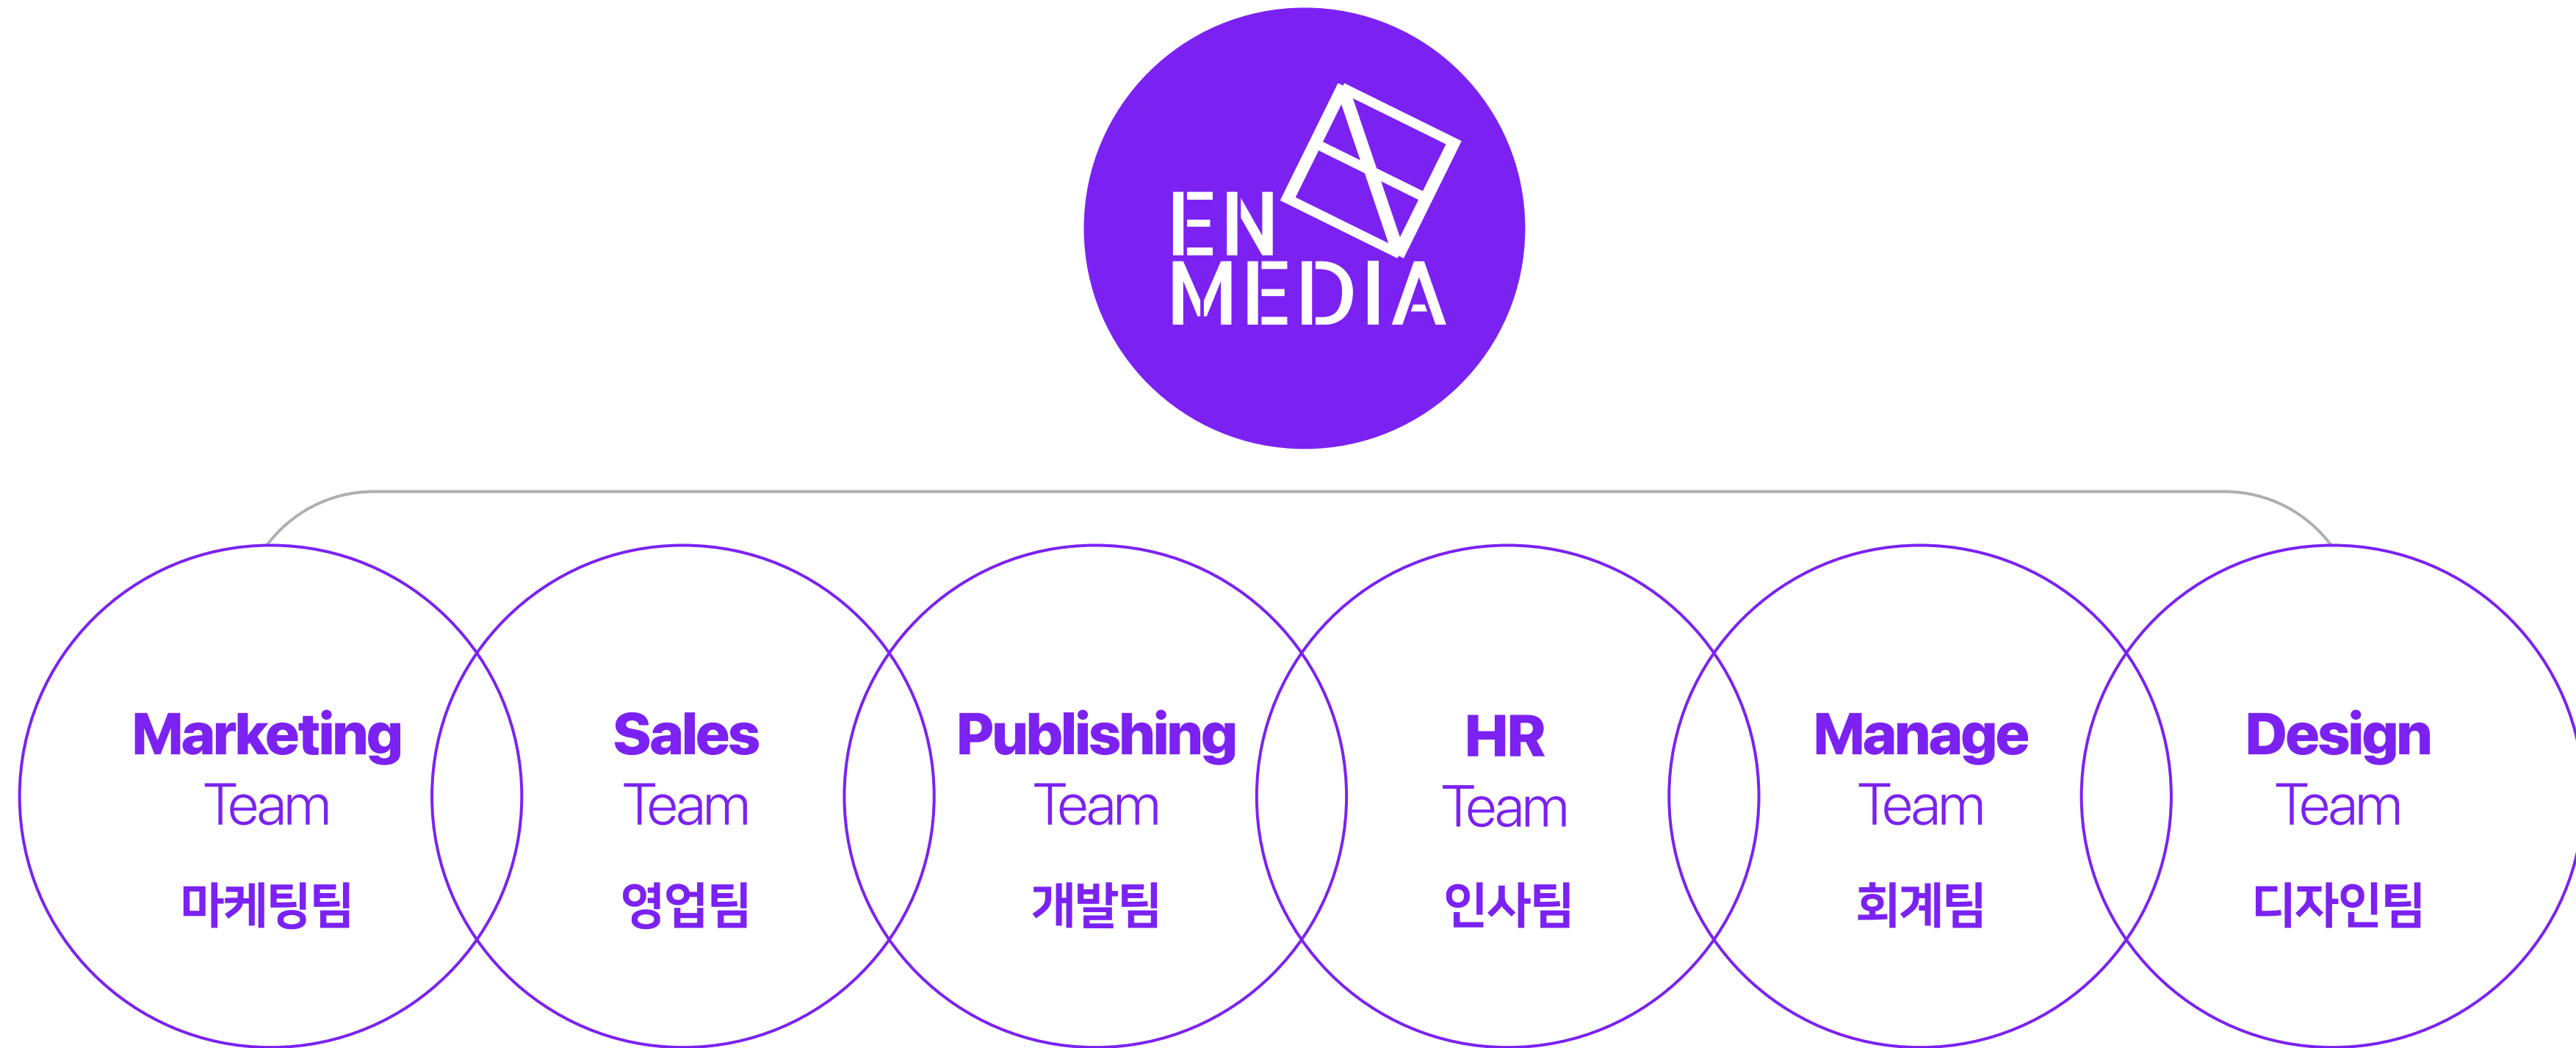 EN
MEDIA
Marketing
Team
마케팅팀
Sales
Team
영업팀
Publishing
Team
개발팀
HR
Team
인사팀
Manage
Team
회계팀
Design
Team
디자인팀